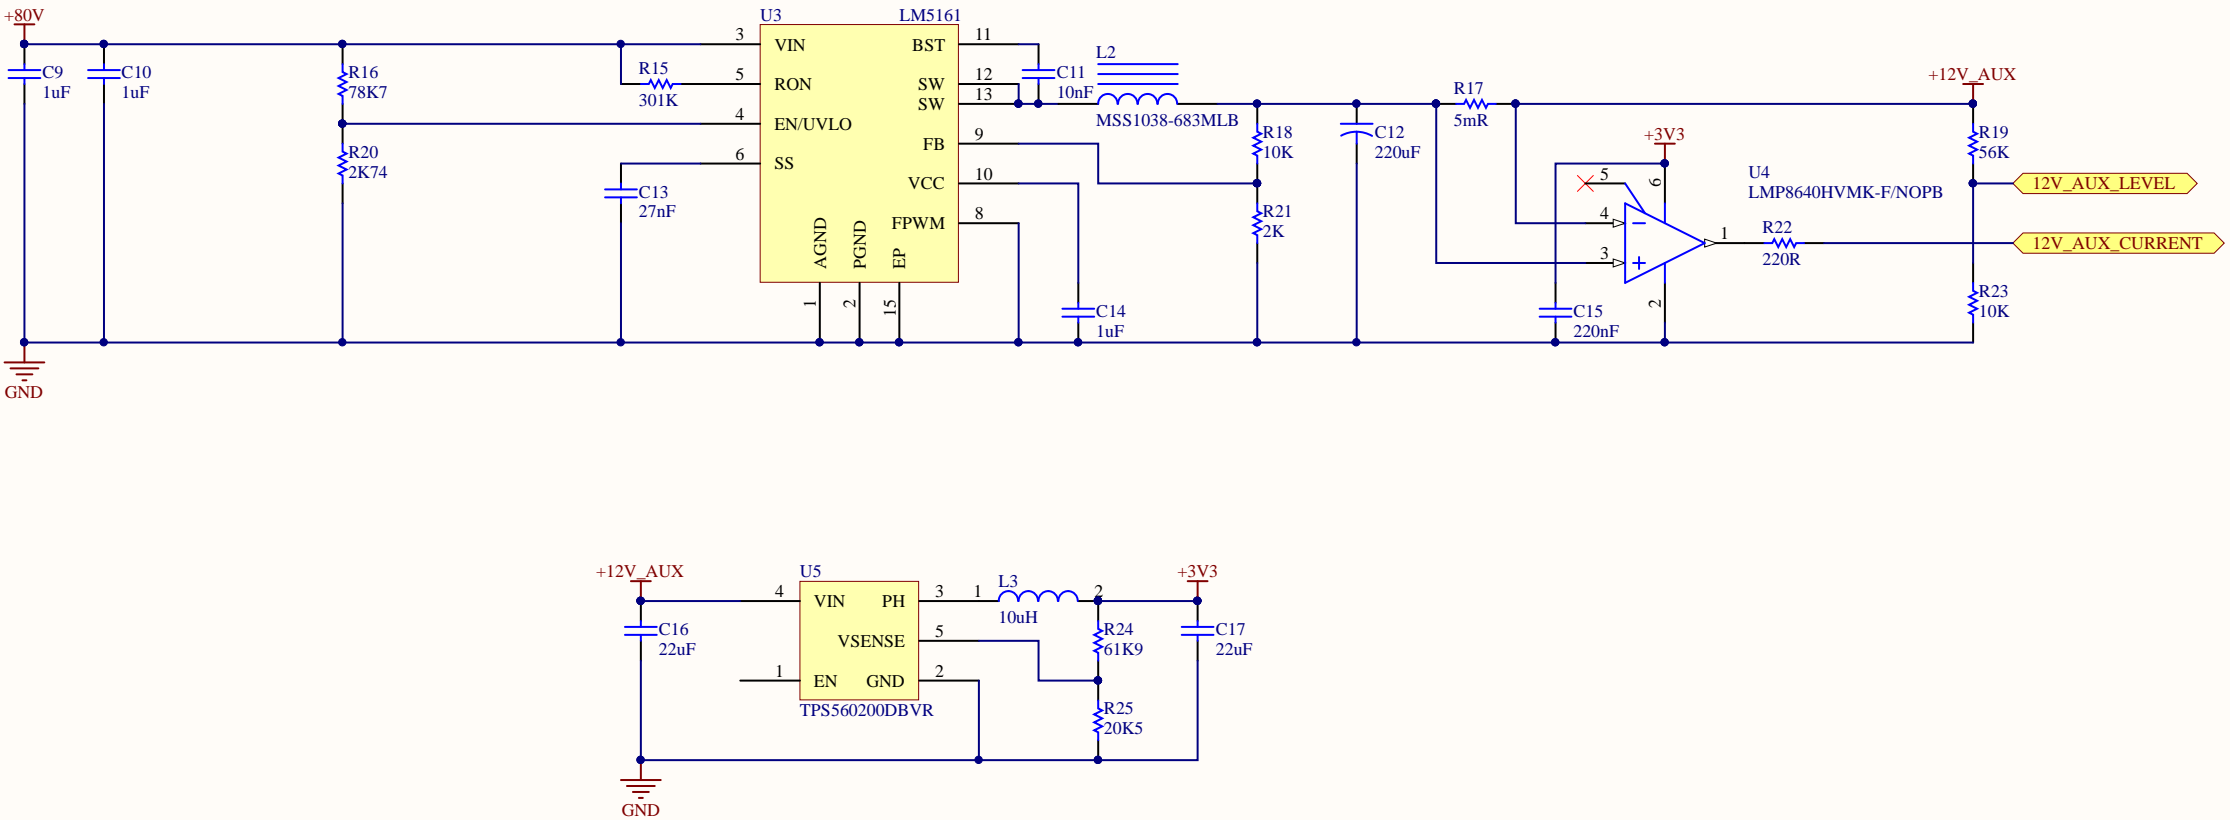 +80V
C9
1uF
C10
1uF
R16
78K7
R20
2K74
GND
R15
301K
C13
27nF
U3
LM5161
3
VIN
5
RON
4
EN/UVLO
6
SS
BST
11
SW
12
SW
13
FB
9
VCC
10
FPWM
8
AGND
PGND
EP
1
2
15
C11
10nF
L2
MSS1038-683MLB
C14
1uF
R18
10K
R21
2K
C12
220uF
R17
5mR
+3V3
C15
220nF
U4
LMP8640HVMK-F/NOPB
5
6
4
3
1
2
R22
220R
+12V_AUX
R19
56K
R23
10K
12V_AUX_LEVEL
12V_AUX_CURRENT
+12V_AUX
C16
22uF
GND
U5
TPS560200DBVR
4
VIN
1
EN
PH
3
VSENSE
5
GND
2
1
L3
10uH
2
R24
61K9
R25
20K5
+3V3
C17
22uF